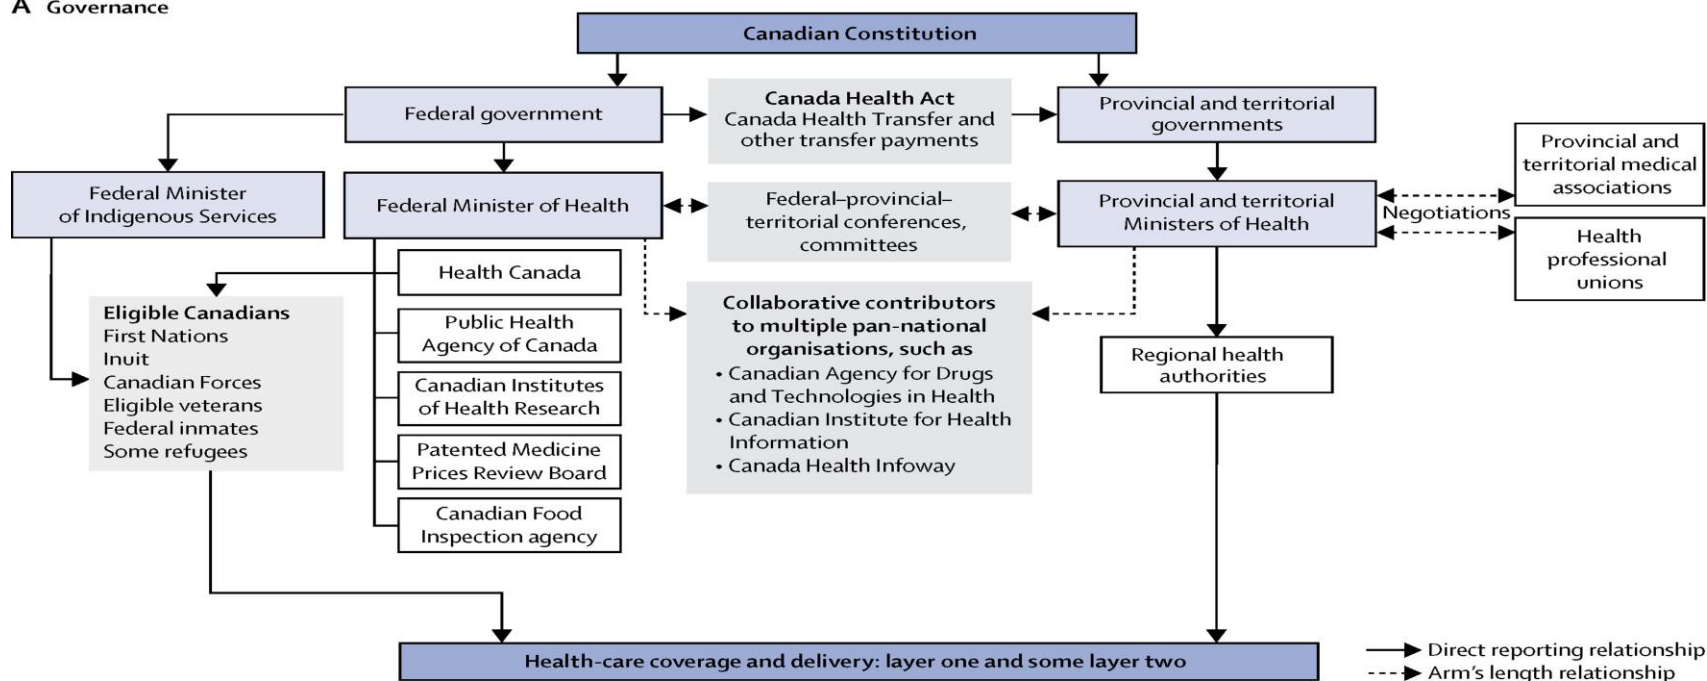 A Governance
Canadian Constitution
Federal government
Canada Health Act
Canada Health Transfer and
other transfer payments
Provincial and territorial
governments
Federal Minister
of Indigenous Services
Federal Minister of Health
Federal–provincial–
territorial conferences,
committees
Provincial and territorial
Ministers of Health
Negotiations
Provincial and
territorial medical
associations
Health
professional
unions
Eligible Canadians
First Nations
Inuit
Canadian Forces
Eligible veterans
Federal inmates
Some refugees
Health Canada
Public Health
Agency of Canada
Canadian Institutes
of Health Research
Patented Medicine
Prices Review Board
Canadian Food
Inspection agency
Collaborative contributors
to multiple pan-national
organisations, such as
• Canadian Agency for Drugs
and Technologies in Health
• Canadian Institute for Health
Information
• Canada Health Infoway
Regional health
authorities
Health-care coverage and delivery: layer one and some layer two
Direct reporting relationship
Arm's length relationship